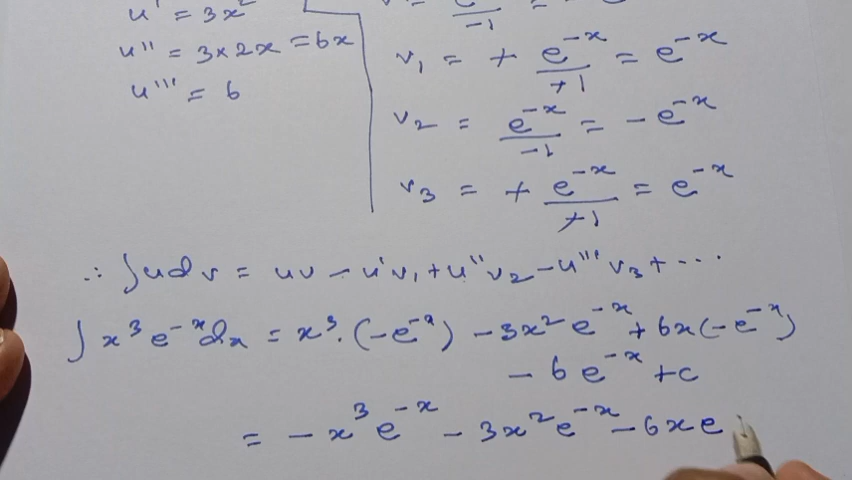 u' = 3x²
u'' = 3×2x = 6x
u''' = 6
v₁ = + e⁻ˣ/+1 = e⁻ˣ
v₂ = e⁻ˣ/-1 = - e⁻ˣ
v₃ = + e⁻ˣ/+1 = e⁻ˣ
∴ ∫u dv = uv - u'v₁ + u''v₂ - u'''v₃ + ...
∫x³e⁻ˣdx = x³.(-e⁻ˣ) - 3x²e⁻ˣ + 6x(-e⁻ˣ)
- 6e⁻ˣ + c
= - x³e⁻ˣ - 3x²e⁻ˣ - 6xe